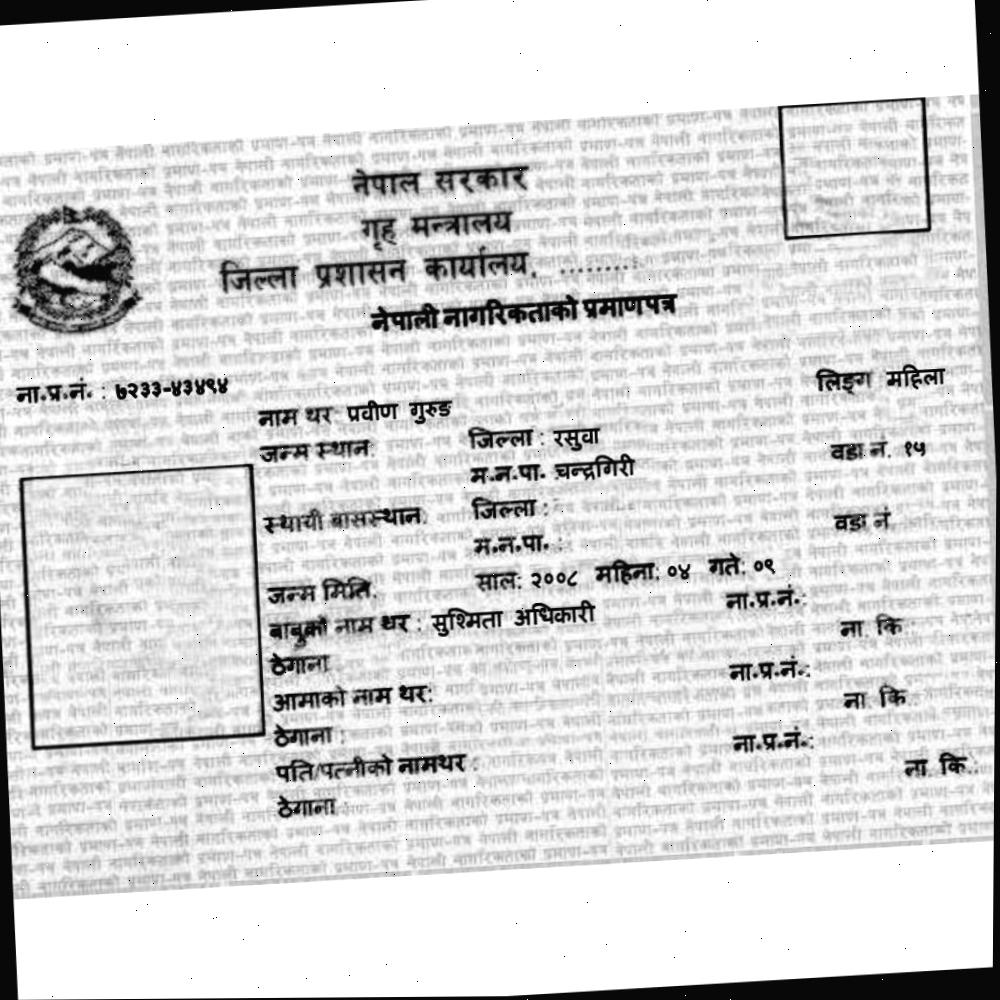 नेपाल सरकार
गृह मन्त्रालय
जिल्ला प्रशासन कार्यालय, .........
नेपाली नागरिकताको प्रमाणपत्र
ना.प्र.नं. : ७२३३-४३४९४
लिङ्ग महिला
नाम थर: प्रवीण गुरुङ
जन्म स्थान: जिल्ला : रसुवा
म.न.पा. चन्द्रगिरी वडा नं. १५
स्थायी बासस्थान: जिल्ला :
म.न.पा. : वडा नं
जन्म मिति: साल: २००८ महिना: ०४ गते: ०९
बाबुको नाम थर : सुश्मिता अधिकारी ना.प्र.नं.:
ठेगाना ना. कि :
आमाको नाम थर: ना.प्र.नं.:
ठेगाना : ना. कि :
पति/पत्नीको नामथर : ना.प्र.नं.:
ठेगाना : ना. कि.: